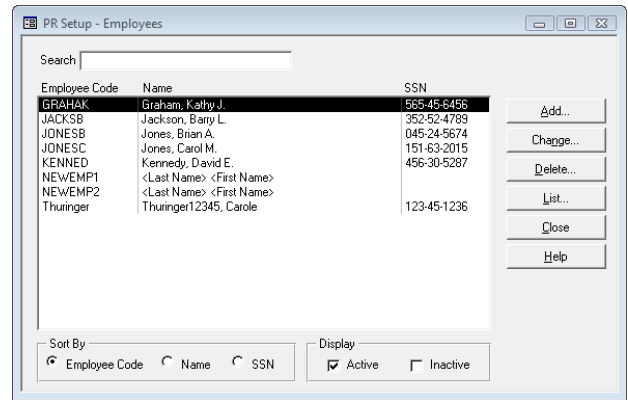 PR Setup - Employees
Search
Employee Code Name SSN
GRAHAK Graham, Kathy J. 565-45-6456
JACKSB Jackson, Barry L. 352-52-4789
JONESB Jones, Brian A. 045-24-5674
JONESC Jones, Carol M. 151-63-2015
KENNED Kennedy, David E. 456-30-5287
NEWEMP1 <Last Name> <First Name>
NEWEMP2 <Last Name> <First Name>
Thuringer Thuringer12345, Carole 123-45-1236
Add...
Change...
Delete...
List...
Close
Help
Sort By
Employee Code Name SSN
Display
Active Inactive